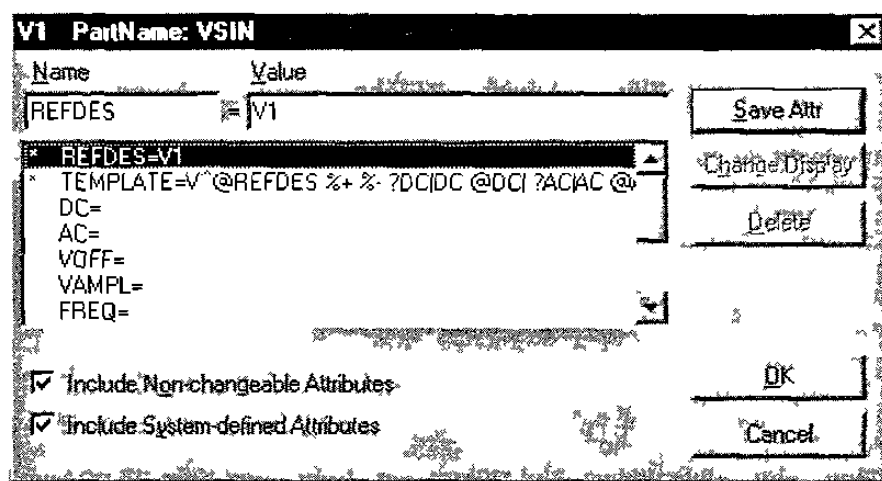 V1 PartName: VSIN
Name Value
REFDES = V1
Save Attr
* REFDES=V1
* TEMPLATE=V^@REFDES %+ %- ?DC|DC @DC| ?AC|AC
DC=
AC=
VOFF=
VAMPL=
FREQ=
Change Display
Delete
Include Non-changeable Attributes
Include System-defined Attributes
OK
Cancel